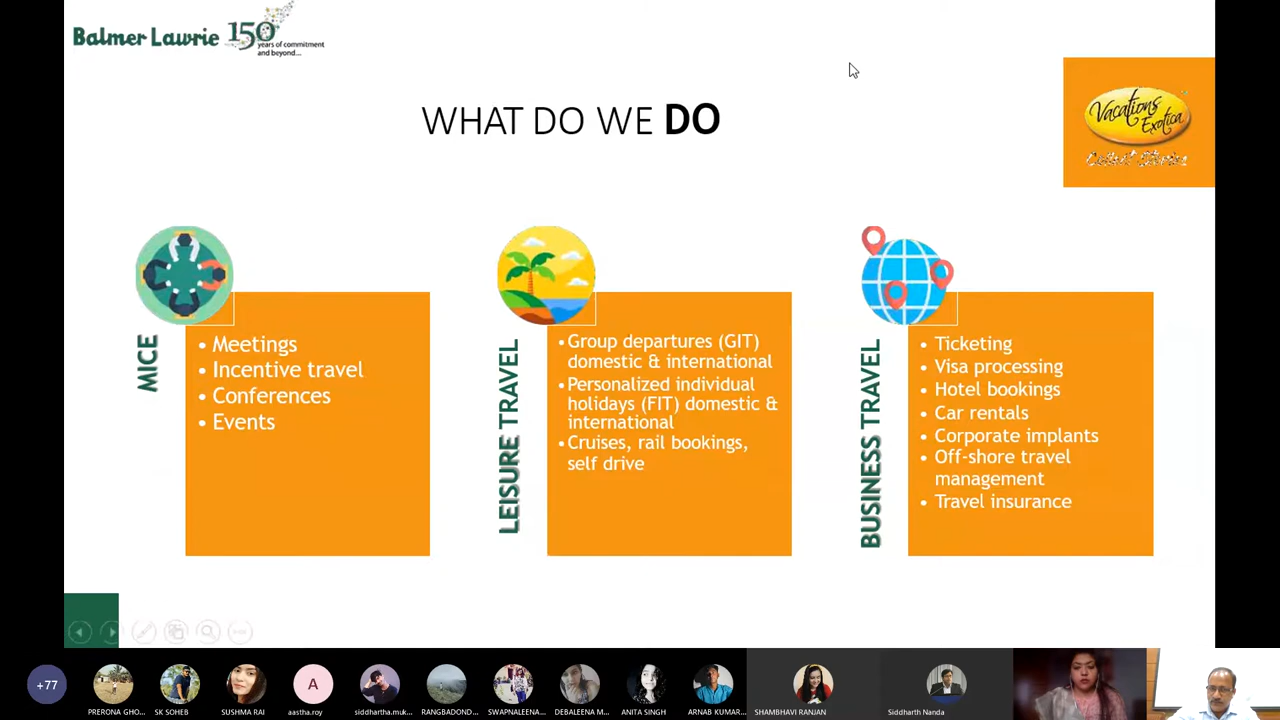 Balmer Lawrie 150
years of commitment
and beyond...
WHAT DO WE DO
Vacations
Exotica
MICE
• Meetings
• Incentive travel
• Conferences
• Events
LEISURE TRAVEL
• Group departures (GIT)
domestic & international
• Personalized individual
holidays (FIT) domestic &
international
• Cruises, rail bookings,
self drive
BUSINESS TRAVEL
• Ticketing
• Visa processing
• Hotel bookings
• Car rentals
• Corporate implants
• Off-shore travel
management
• Travel insurance
+77
PRERONA GHO...
SK SOHEB
SUSHMA RAI
A
aastha.roy
siddhartha.muk...
RANGBADOND...
SWAPNALEENA...
DEBALEENA M...
ANITA SINGH
ARNAB KUMAR...
SHAMBHAVI RANJAN
Siddharth Nanda